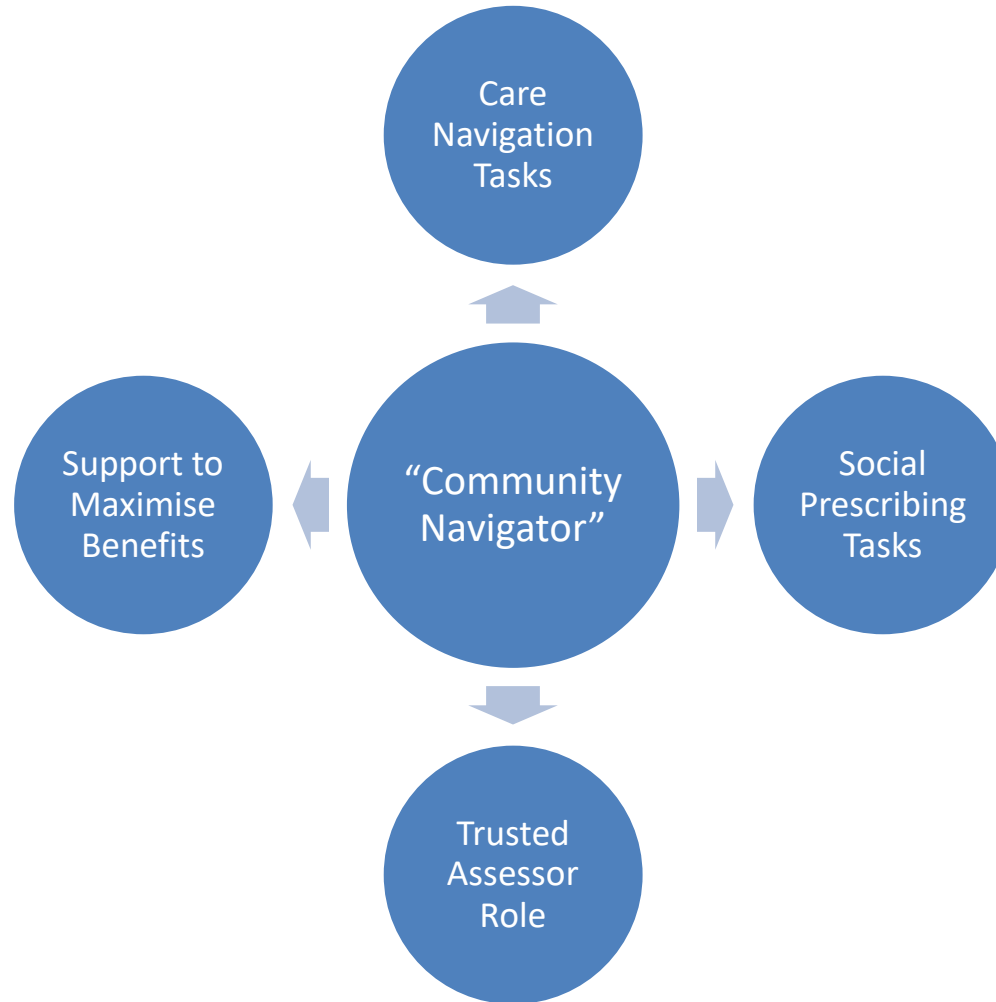 Care
Navigation
Tasks
Support to
Maximise
Benefits
“Community
Navigator”
Social
Prescribing
Tasks
Trusted
Assessor
Role